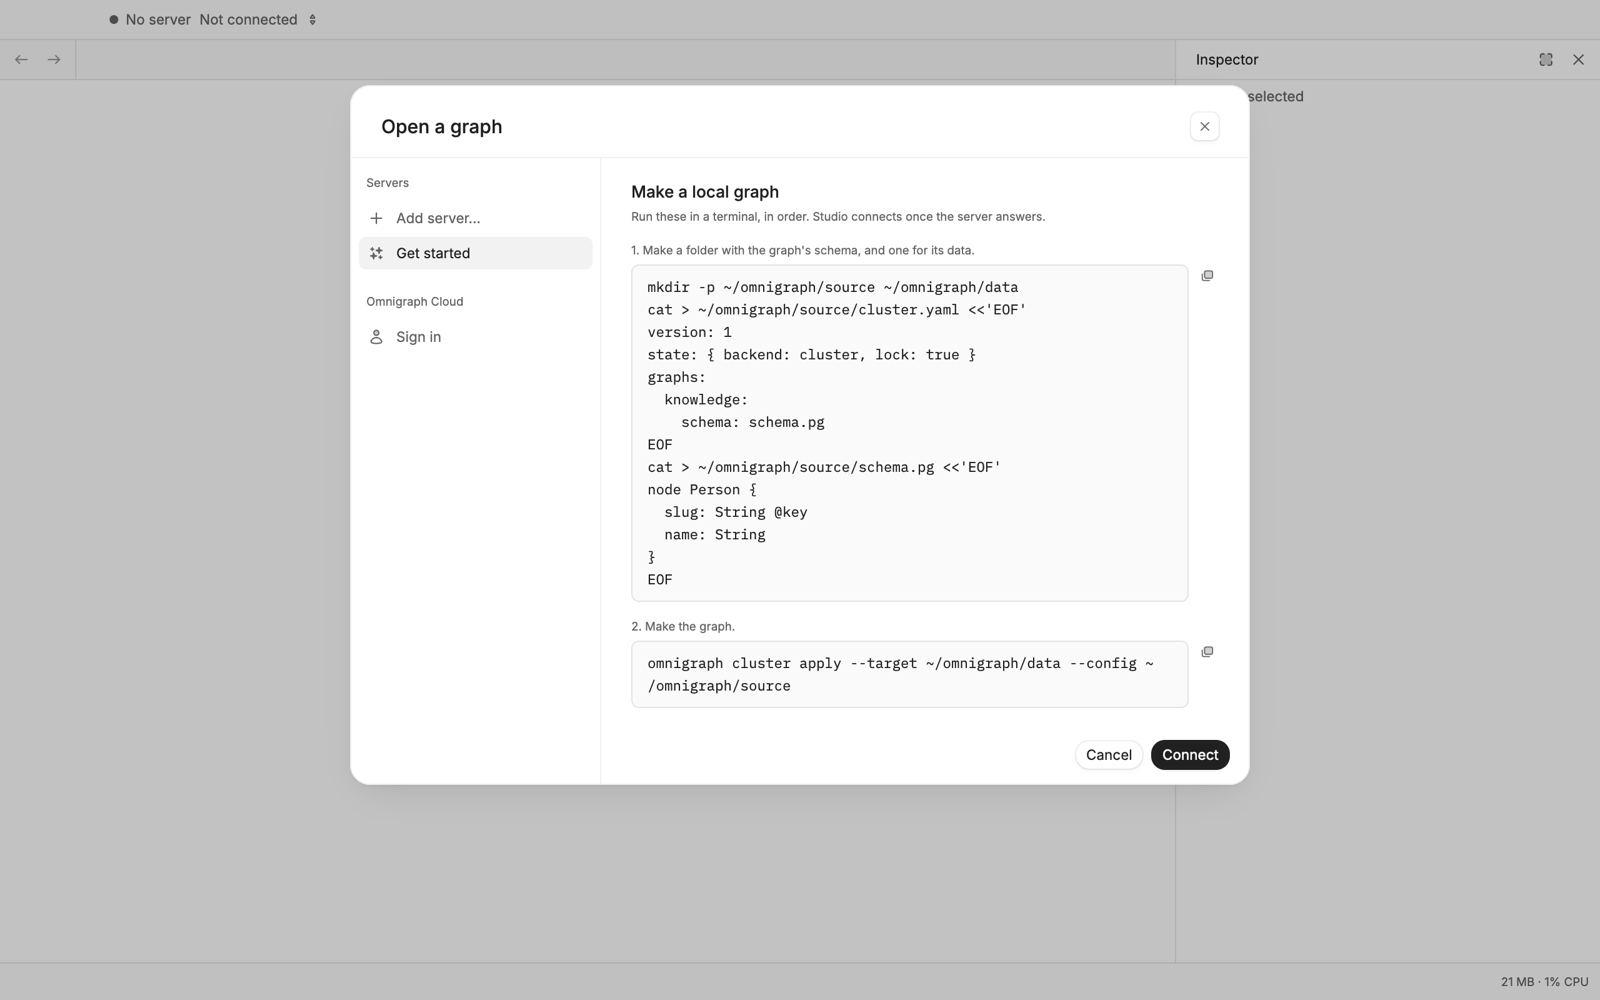 No server Not connected
Inspector
selected
Open a graph
Servers
Add server...
Get started
Omnigraph Cloud
Sign in
Make a local graph
Run these in a terminal, in order. Studio connects once the server answers.
1. Make a folder with the graph's schema, and one for its data.
mkdir -p ~/omnigraph/source ~/omnigraph/data
cat > ~/omnigraph/source/cluster.yaml <<'EOF'
version: 1
state: { backend: cluster, lock: true }
graphs:
  knowledge:
    schema: schema.pg
EOF
cat > ~/omnigraph/source/schema.pg <<'EOF'
node Person {
  slug: String @key
  name: String
}
EOF
2. Make the graph.
omnigraph cluster apply --target ~/omnigraph/data --config ~
/omnigraph/source
Cancel
Connect
21 MB · 1% CPU